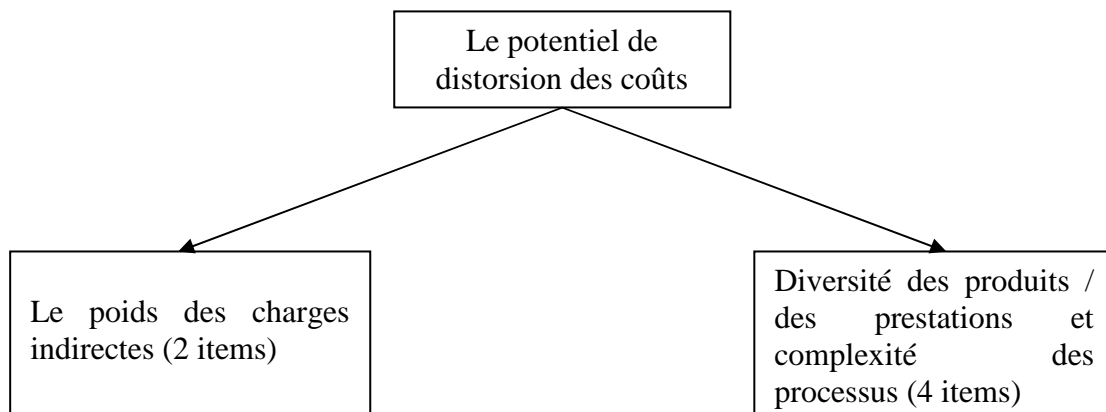 Le potentiel de
distorsion des coûts
Le poids des charges
indirectes (2 items)
Diversité des produits /
des prestations et
complexité des
processus (4 items)